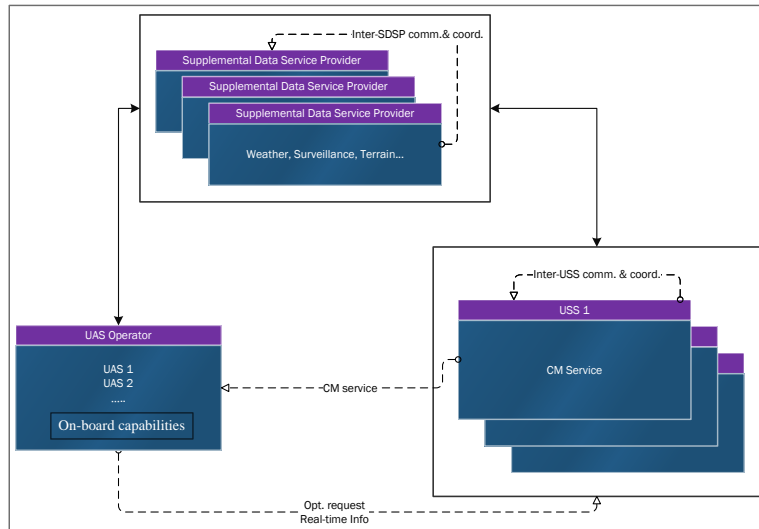 Inter-SDSP comm.& coord.
Supplemental Data Service Provider
Supplemental Data Service Provider
Supplemental Data Service Provider
Weather, Surveillance, Terrain...
Inter-USS comm. & coord.
USS 1
CM Service
UAS Operator
UAS 1
UAS 2
.....
On-board capabilities
CM service
Opt. request
Real-time Info